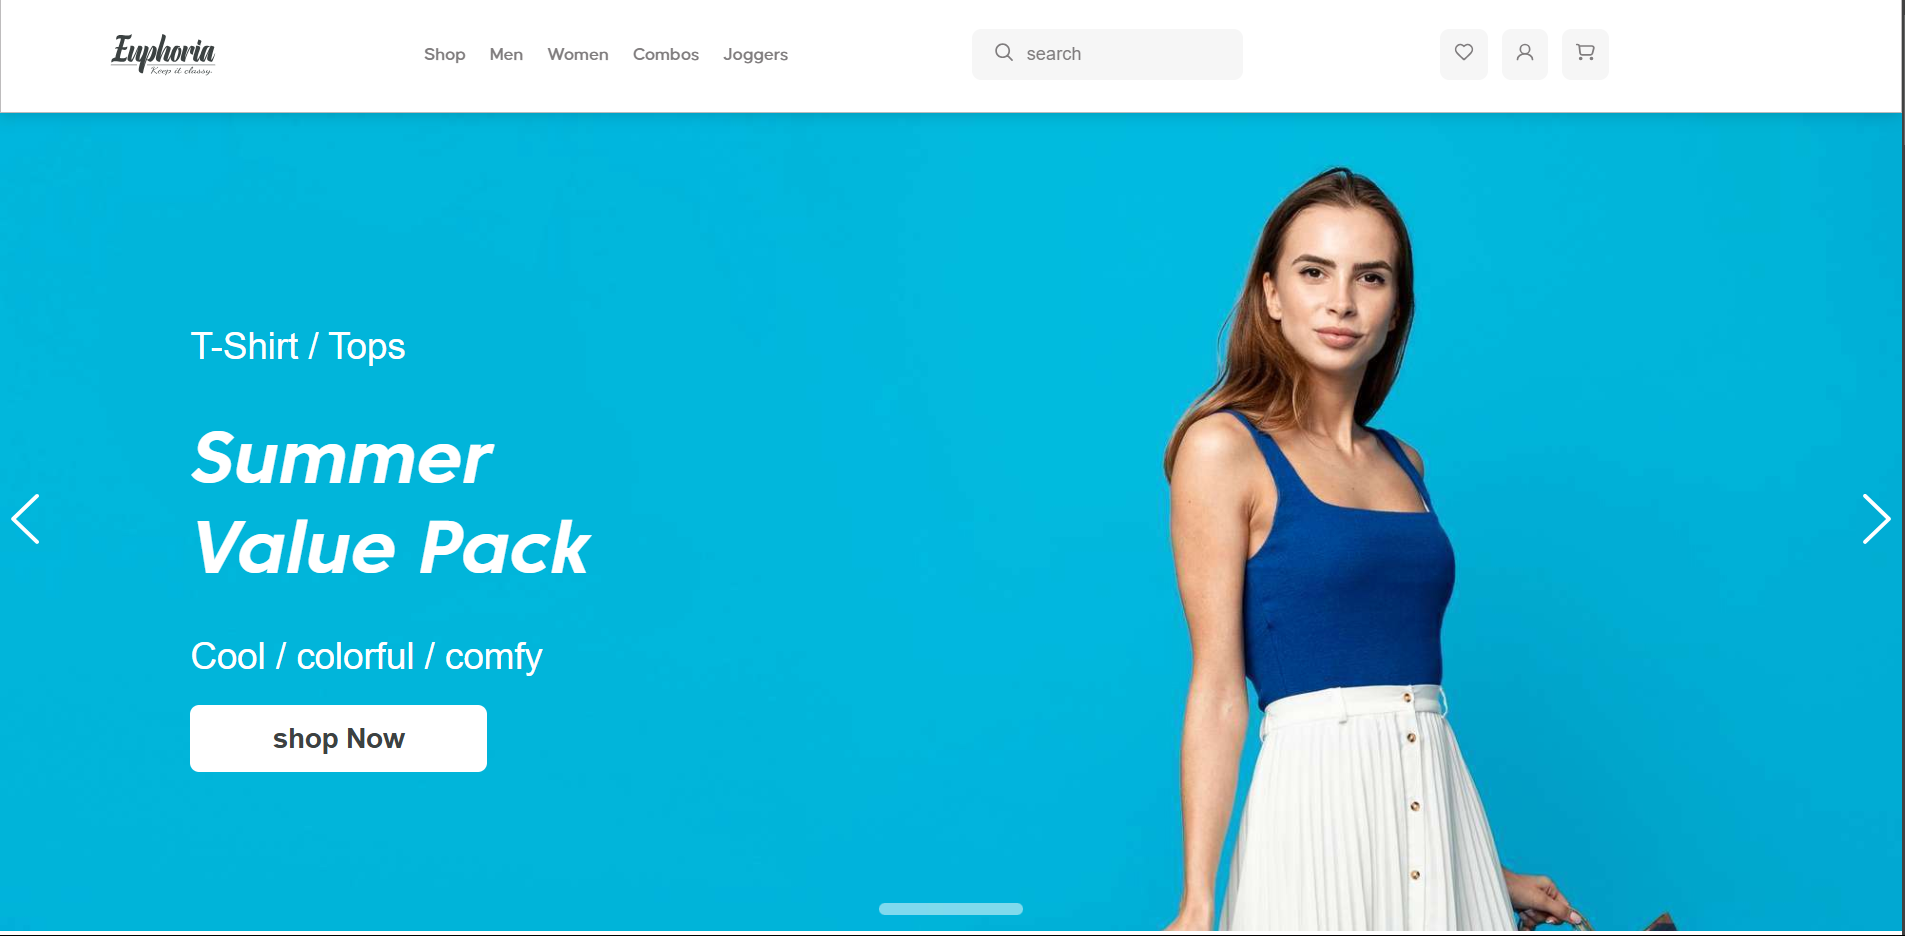 Euphoria
Keep it classy.
Shop Men Women Combos Joggers
search
T-Shirt / Tops
Summer
Value Pack
Cool / colorful / comfy
shop Now